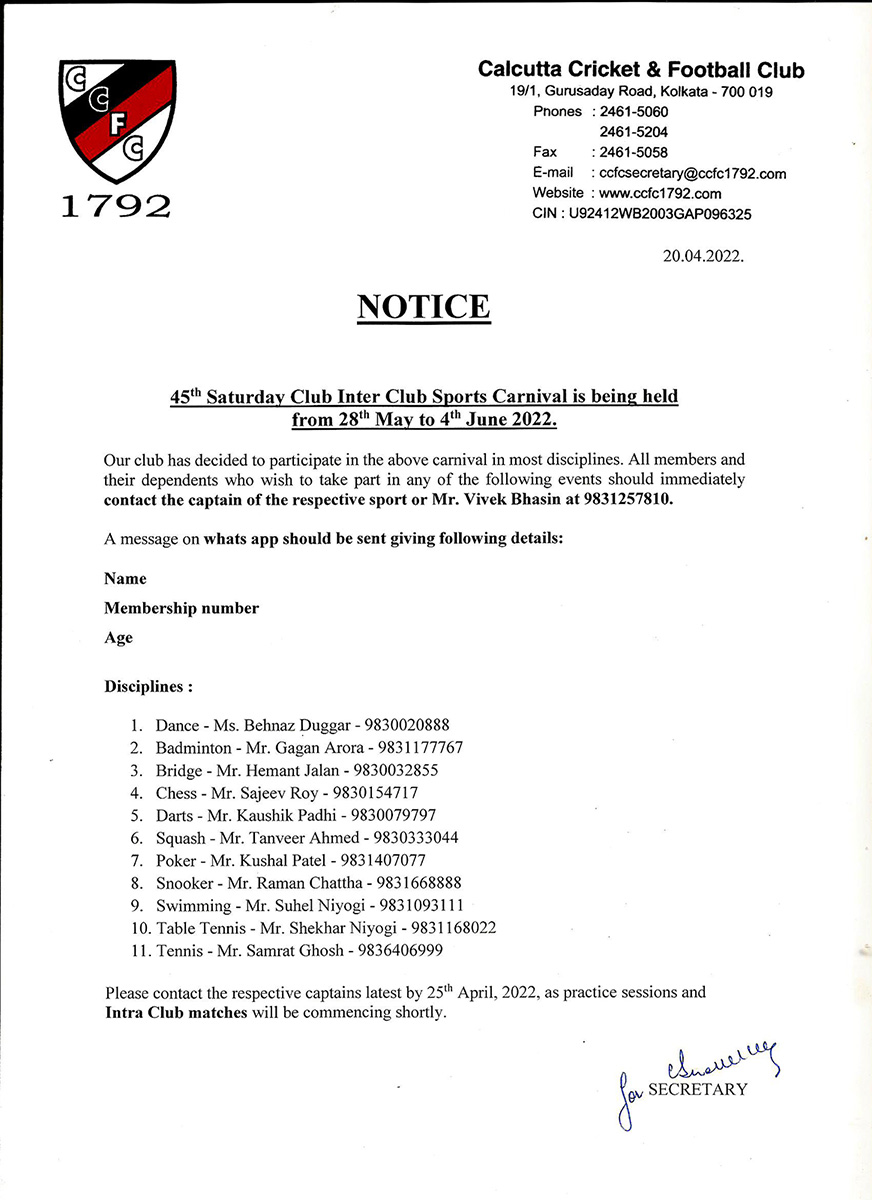 C
C
F
C
1792
Calcutta Cricket & Football Club
19/1, Gurusaday Road, Kolkata - 700 019
Phones : 2461-5060
2461-5204
Fax : 2461-5058
E-mail : ccfcsecretary@ccfc1792.com
Website : www.ccfc1792.com
CIN : U92412WB2003GAP096325
20.04.2022.
NOTICE
45th Saturday Club Inter Club Sports Carnival is being held
from 28th May to 4th June 2022.
Our club has decided to participate in the above carnival in most disciplines. All members and
their dependents who wish to take part in any of the following events should immediately
contact the captain of the respective sport or Mr. Vivek Bhasin at 9831257810.
A message on whats app should be sent giving following details:
Name
Membership number
Age
Disciplines :
1. Dance - Ms. Behnaz Duggar - 9830020888
2. Badminton - Mr. Gagan Arora - 9831177767
3. Bridge - Mr. Hemant Jalan - 9830032855
4. Chess - Mr. Sajeev Roy - 9830154717
5. Darts - Mr. Kaushik Padhi - 9830079797
6. Squash - Mr. Tanveer Ahmed - 9830333044
7. Poker - Mr. Kushal Patel - 9831407077
8. Snooker - Mr. Raman Chattha - 9831668888
9. Swimming - Mr. Suhel Niyogi - 9831093111
10. Table Tennis - Mr. Shekhar Niyogi - 9831168022
11. Tennis - Mr. Samrat Ghosh - 9836406999
Please contact the respective captains latest by 25th April, 2022, as practice sessions and
Intra Club matches will be commencing shortly.
for SECRETARY